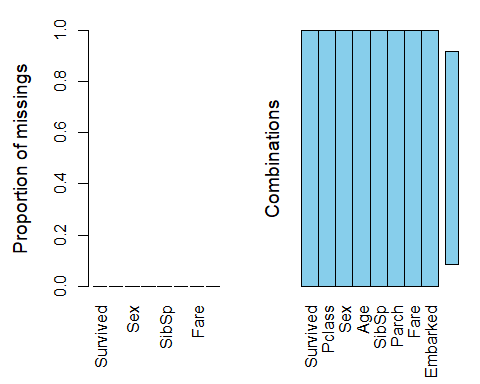 Proportion of missings
1.0
0.8
0.6
0.4
0.2
0.0
Survived
Sex
SibSp
Fare
Combinations
Survived
Pclass
Sex
Age
SibSp
Parch
Fare
Embarked